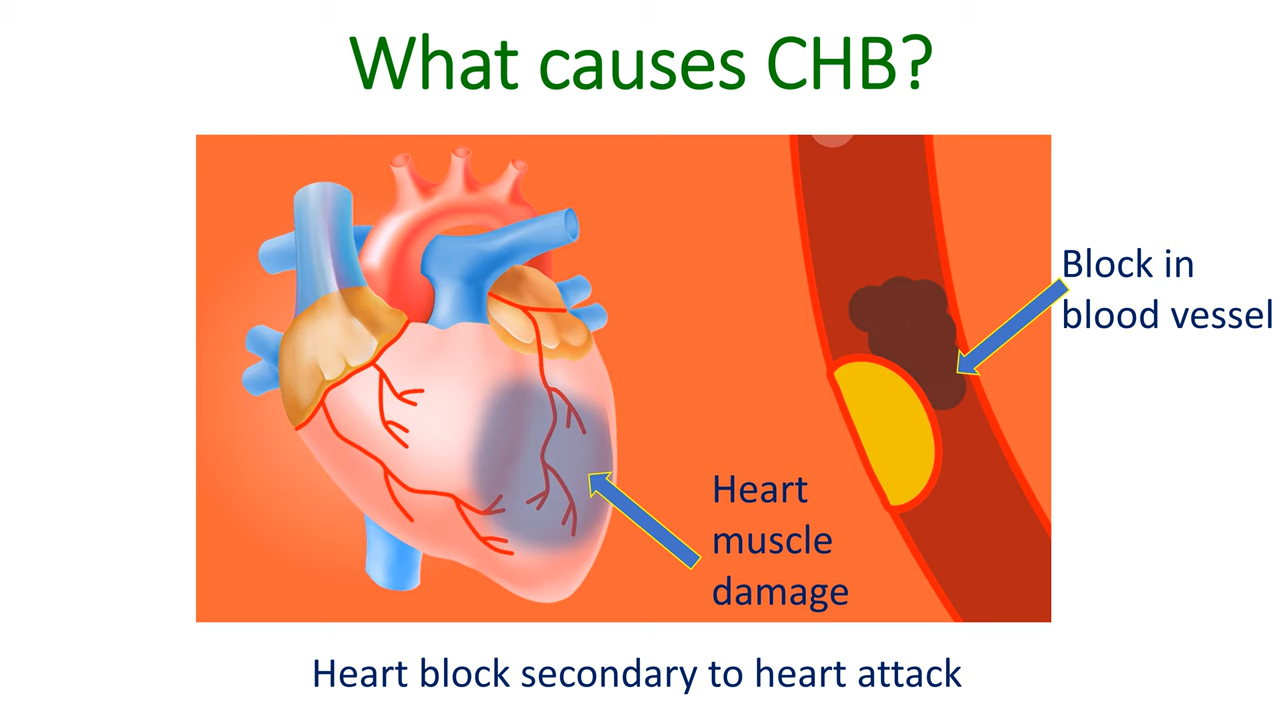 What causes CHB?
Block in
blood vessel
Heart
muscle
damage
Heart block secondary to heart attack